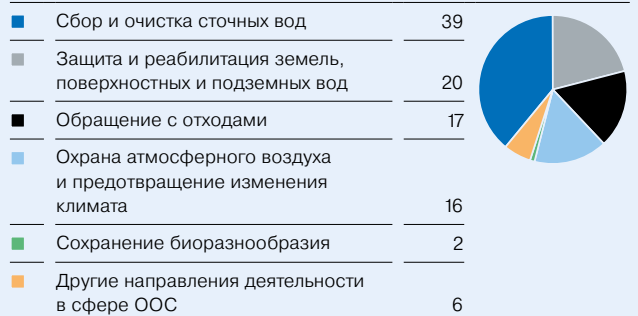 Сбор и очистка сточных вод 39
Защита и реабилитация земель,
поверхностных и подземных вод 20
Обращение с отходами 17
Охрана атмосферного воздуха
и предотвращение изменения
климата 16
Сохранение биоразнообразия 2
Другие направления деятельности
в сфере ООС 6